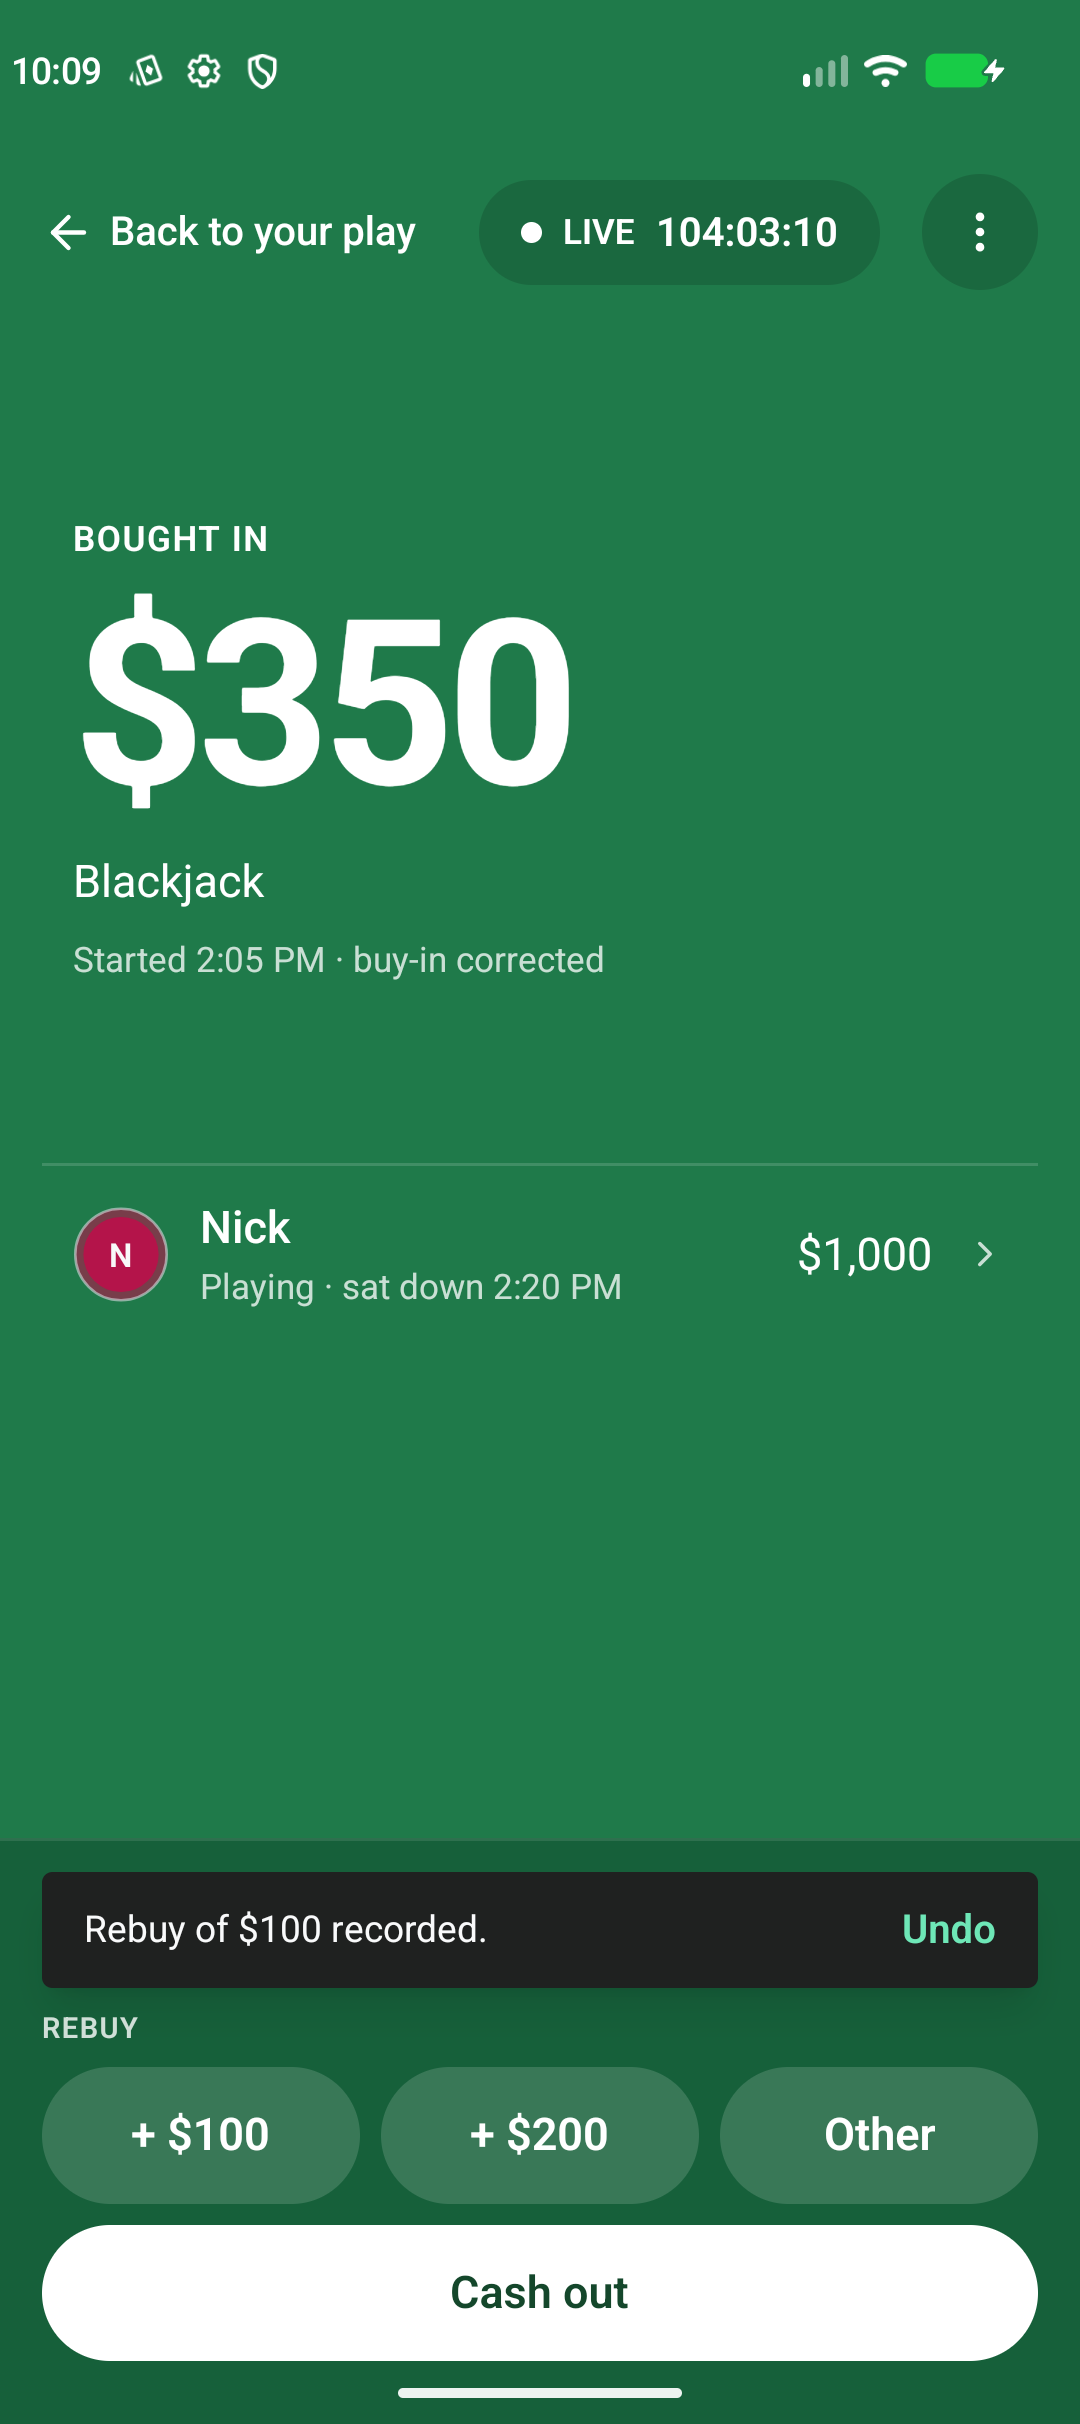 10:09
Back to your play
LIVE 104:03:10
BOUGHT IN
$350
Blackjack
Started 2:05 PM · buy-in corrected
N
Nick
Playing · sat down 2:20 PM
$1,000
Rebuy of $100 recorded.
Undo
REBUY
+ $100
+ $200
Other
Cash out